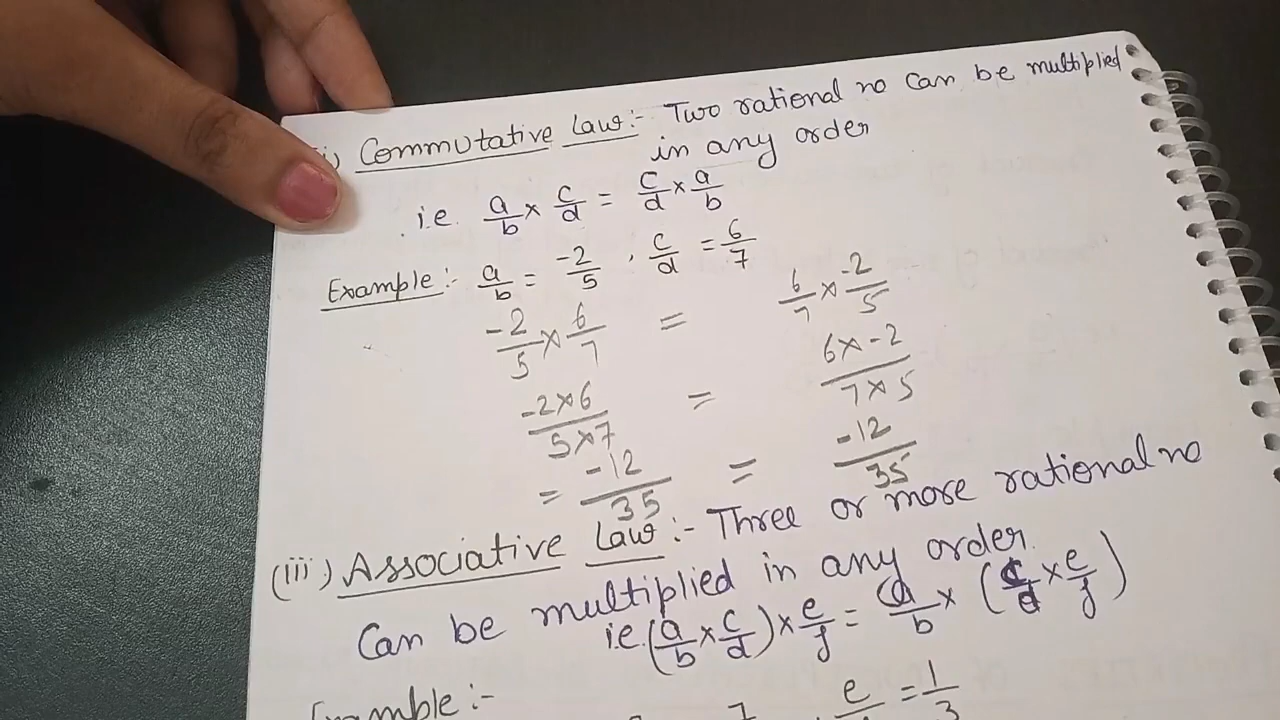 i) Commutative Law:- Two rational no can be multiplied
in any order
i.e. a/b × c/d = c/d × a/b
Example:- a/b = -2/5 , c/d = 6/7
-2/5 × 6/7 = 6/7 × -2/5
-2×6/5×7 = 6×-2/7×5
= -12/35 = -12/35
(iii) Associative Law:- Three or more rational no
Can be multiplied in any order
i.e. (a/b × c/d) × e/f = a/b × (c/d × e/f)
Example:-
e = 1/3